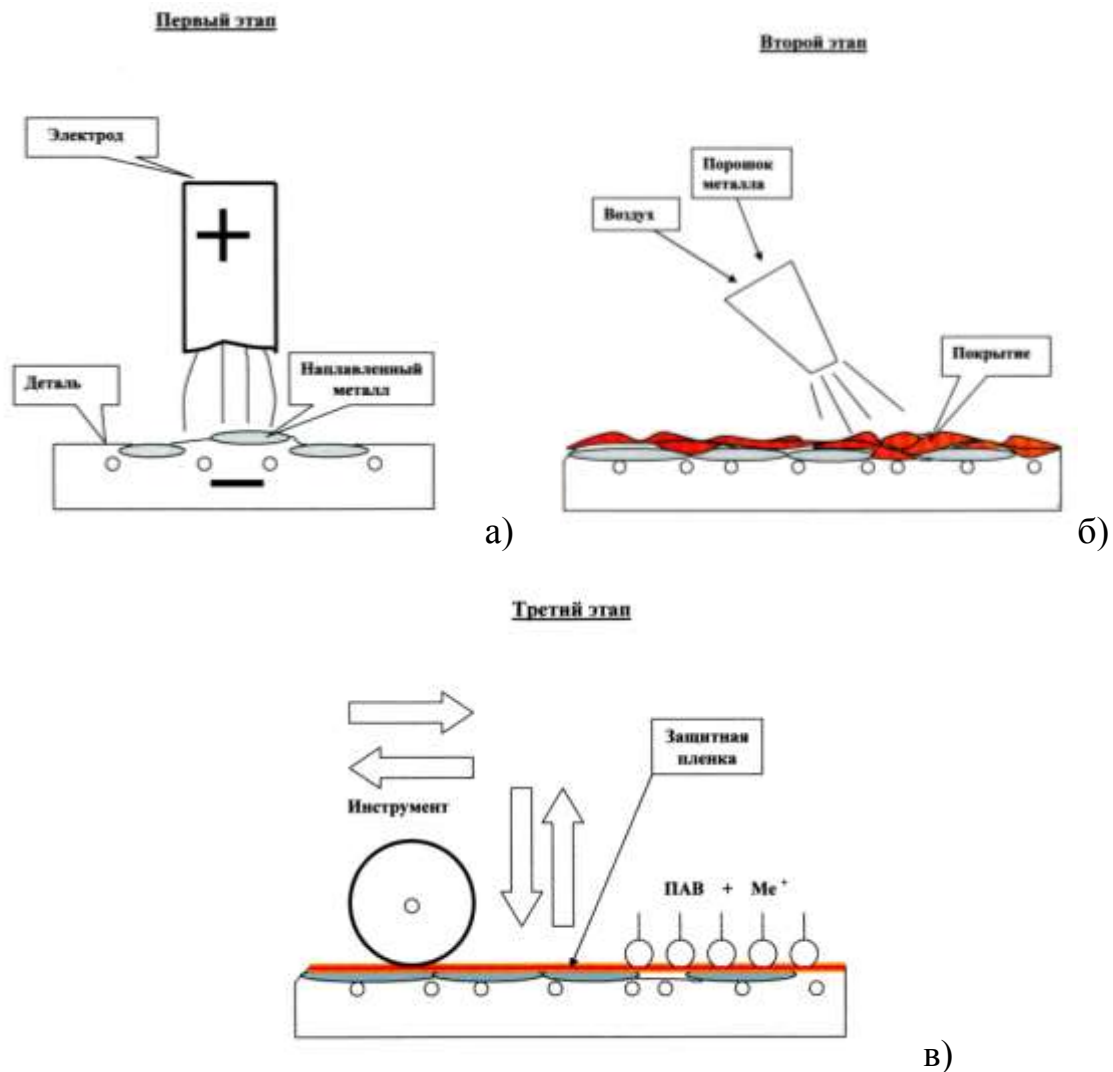 Первый этап
Второй этап
Электрод
Порошок
металла
Воздух
Деталь
Наплавленный
металл
Покрытие
а)
б)
Третий этап
Защитная
пленка
Инструмент
ПАВ + Me⁺
в)